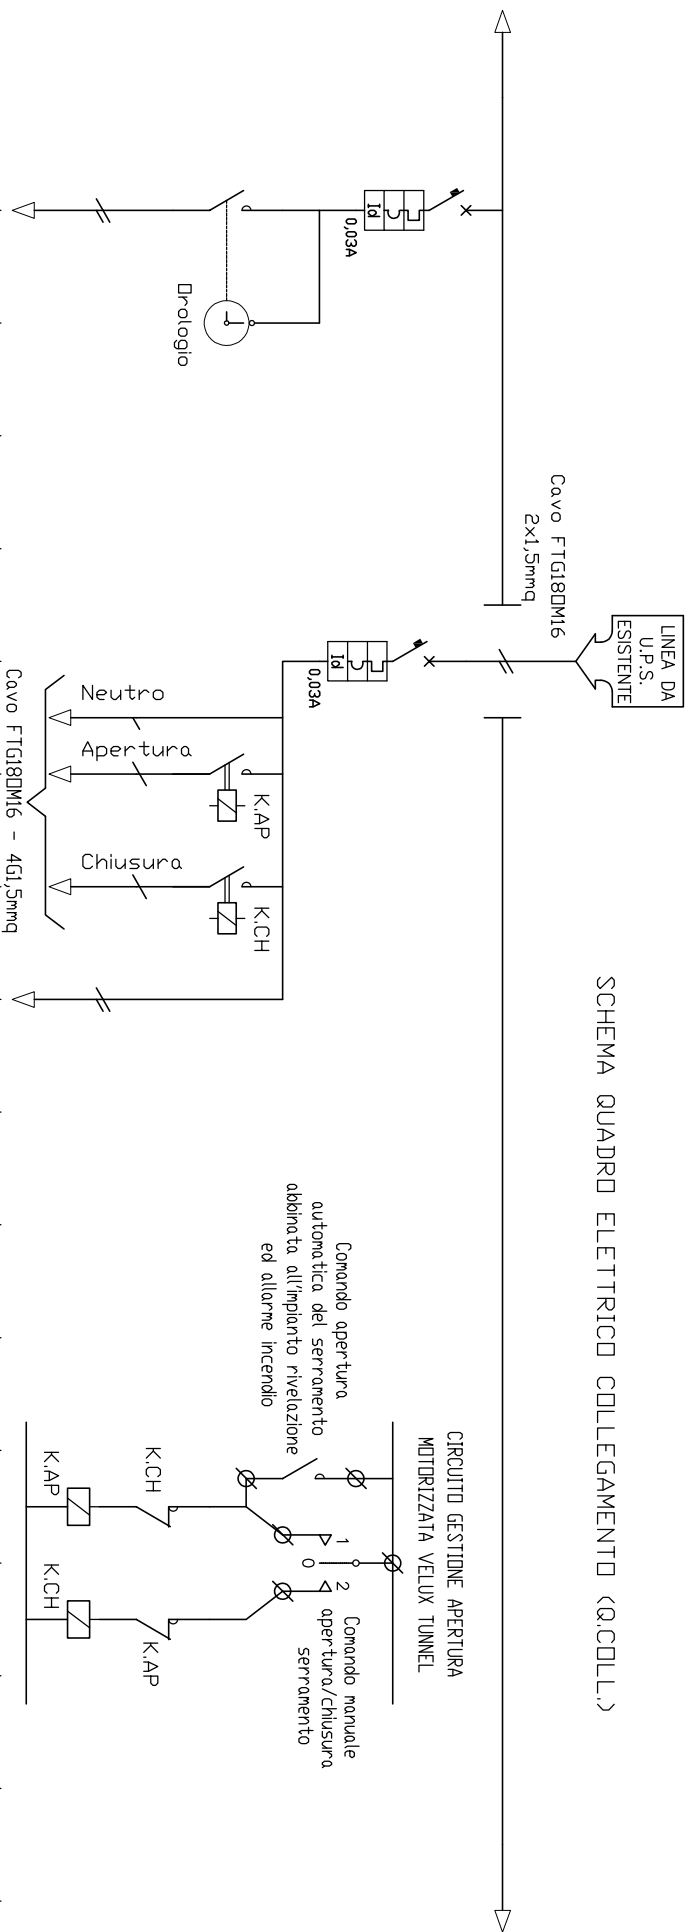 SCHEMA QUADRO ELETTRICO COLLEGAMENTO (Q.COLL.)
LINEA DA
U.P.S.
ESISTENTE
Cavo FTG18OM16
2x1,5mmq
Id
0,03A
Orologio
Id
0,03A
Neutro
Apertura
K.AP
Chiusura
K.CH
Cavo FTG18OM16 - 4G1,5mmq
CIRCUITO GESTIONE APERTURA
MOTORIZZATA VELUX TUNNEL
Comando apertura
automatica del serramento
abbinata all'impianto rivelazione
ed allarme incendio
1
0
2
Comando manuale
apertura/chiusura
serramento
K.CH
K.AP
K.AP
K.CH